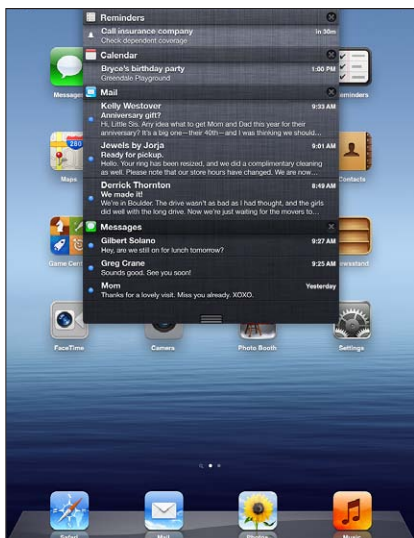 Reminders
Call insurance company in 30m
Check dependent coverage
Calendar
Bryce's birthday party 1:00 PM
Greendale Playground
Mail
Kelly Westover 9:33 AM
Anniversary gift?
Hi, Little Sis. Any idea what to get Mom and Dad this year for their
anniversary? It's a big one—their 40th—and I was thinking we should...
Jewels by Jorja 9:01 AM
Ready for pickup.
Hello. Your ring has been resized, and we did a complimentary cleaning
as well. Please note that our store hours have changed. We are now...
Derrick Thornton 8:49 AM
We made it!
We're in Boulder. The drive wasn't as bad as I had thought, and the girls
did well with the long drive. Now we're just waiting for the movers to...
Messages
Gilbert Solano 9:27 AM
Hey, are we still on for lunch tomorrow?
Greg Crane 9:25 AM
Sounds good. See you soon!
Mom Yesterday
Thanks for a lovely visit. Miss you already. XOXO.
Messages
Maps 280 Contacts
Game Cen
FaceTime Camera Photo Booth Settings
Safari Mail Photos Music